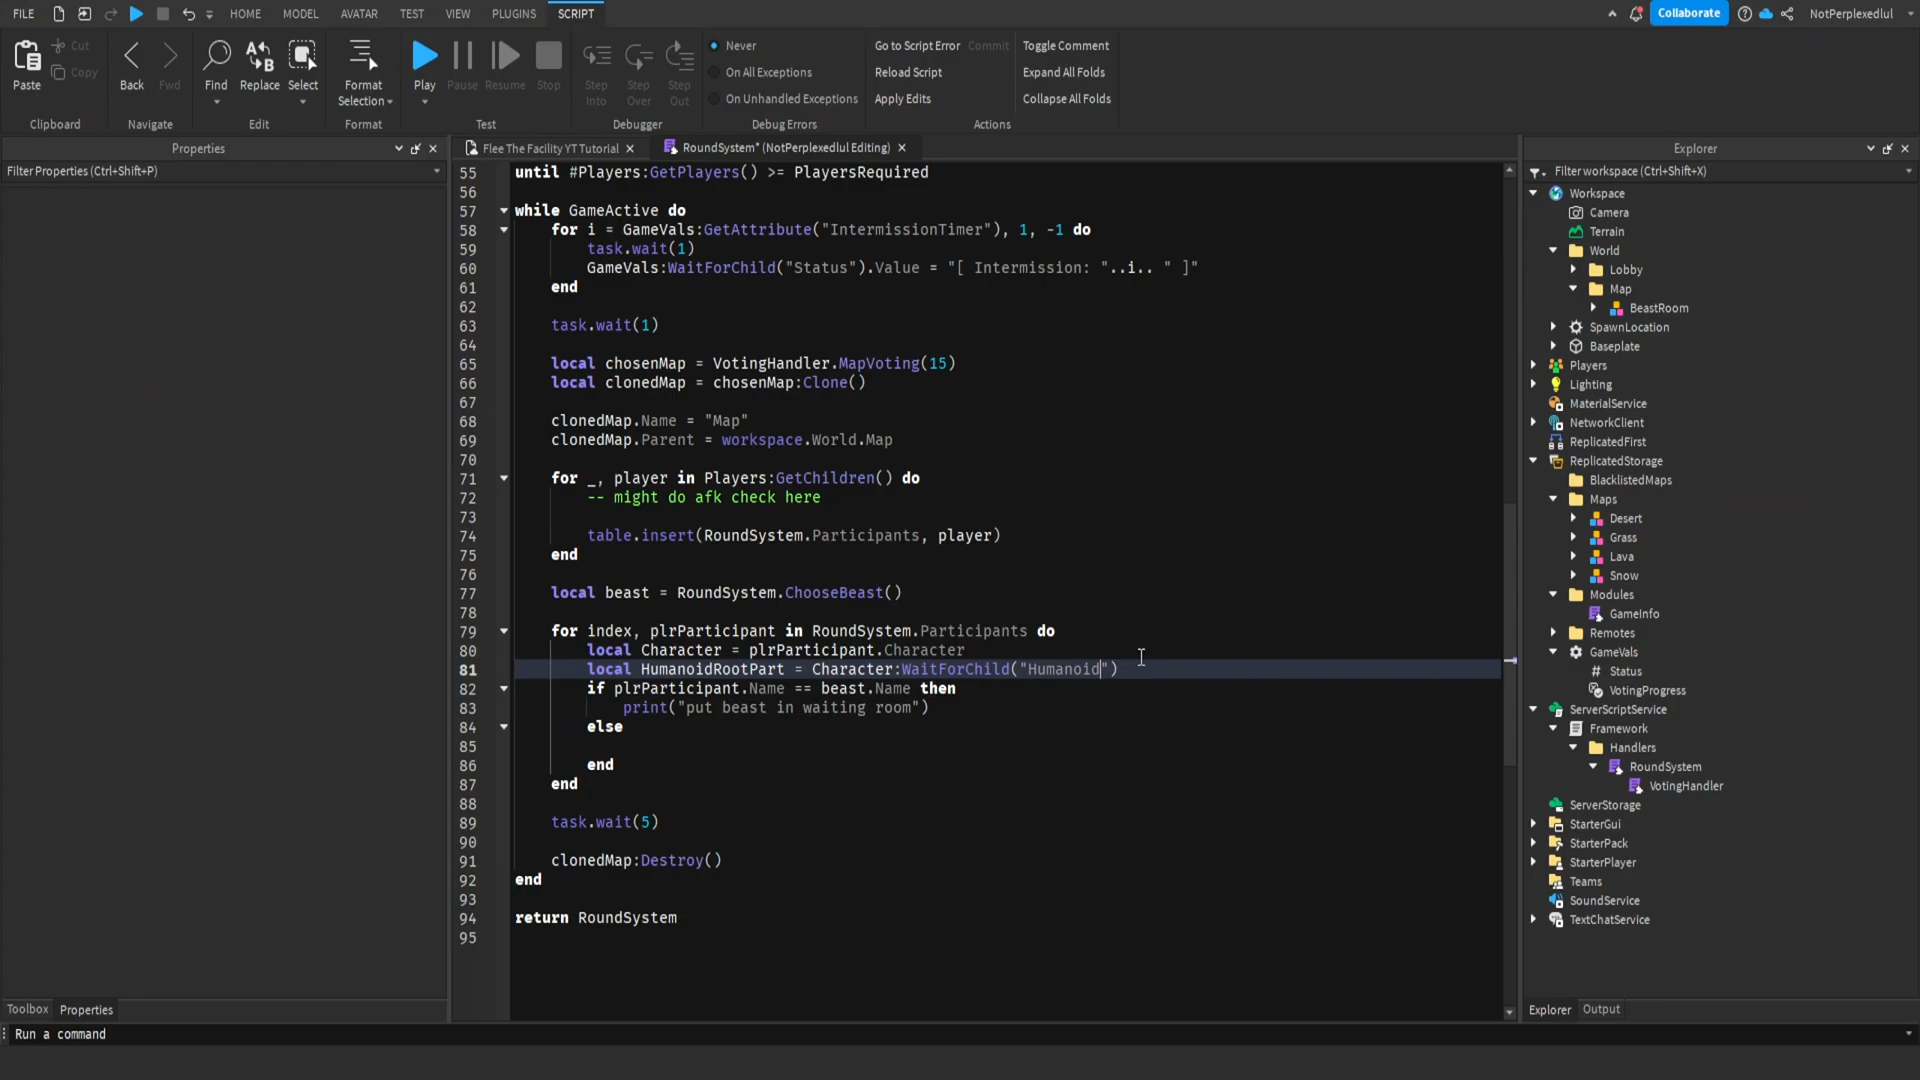 FILE HOME MODEL AVATAR TEST VIEW PLUGINS SCRIPT Collaborate NotPerplexedlul
Paste Cut Copy
Clipboard
Back Fwd
Navigate
Find Replace Select
Edit
Format Selection
Format
Play Pause Resume Stop
Test
Step Into Step Over Step Out
Debugger
Never
On All Exceptions
On Unhandled Exceptions
Debug Errors
Go to Script Error Commit
Reload Script
Apply Edits
Toggle Comment
Expand All Folds
Collapse All Folds
Actions
Properties
Filter Properties (Ctrl+Shift+P)
Flee The Facility YT Tutorial
RoundSystem* (NotPerplexedlul Editing)
55 until #Players:GetPlayers() >= PlayersRequired
56
57 while GameActive do
58 for i = GameVals:GetAttribute("IntermissionTimer"), 1, -1 do
59 task.wait(1)
60 GameVals:WaitForChild("Status").Value = "[ Intermission: "..i.. " ]"
61 end
62
63 task.wait(1)
64
65 local chosenMap = VotingHandler.MapVoting(15)
66 local clonedMap = chosenMap:Clone()
67
68 clonedMap.Name = "Map"
69 clonedMap.Parent = workspace.World.Map
70
71 for _, player in Players:GetChildren() do
72 -- might do afk check here
73
74 table.insert(RoundSystem.Participants, player)
75 end
76
77 local beast = RoundSystem.ChooseBeast()
78
79 for index, plrParticipant in RoundSystem.Participants do
80 local Character = plrParticipant.Character
81 local HumanoidRootPart = Character:WaitForChild("Humanoid")
82 if plrParticipant.Name == beast.Name then
83 print("put beast in waiting room")
84 else
85
86 end
87 end
88
89 task.wait(5)
90
91 clonedMap:Destroy()
92 end
93
94 return RoundSystem
95
Explorer
Filter workspace (Ctrl+Shift+X)
Workspace
Camera
Terrain
World
Lobby
Map
BeastRoom
SpawnLocation
Baseplate
Players
Lighting
MaterialService
NetworkClient
ReplicatedFirst
ReplicatedStorage
BlacklistedMaps
Maps
Desert
Grass
Lava
Snow
Modules
GameInfo
Remotes
GameVals
Status
VotingProgress
ServerScriptService
Framework
Handlers
RoundSystem
VotingHandler
ServerStorage
StarterGui
StarterPack
StarterPlayer
Teams
SoundService
TextChatService
Toolbox Properties
Explorer Output
Run a command